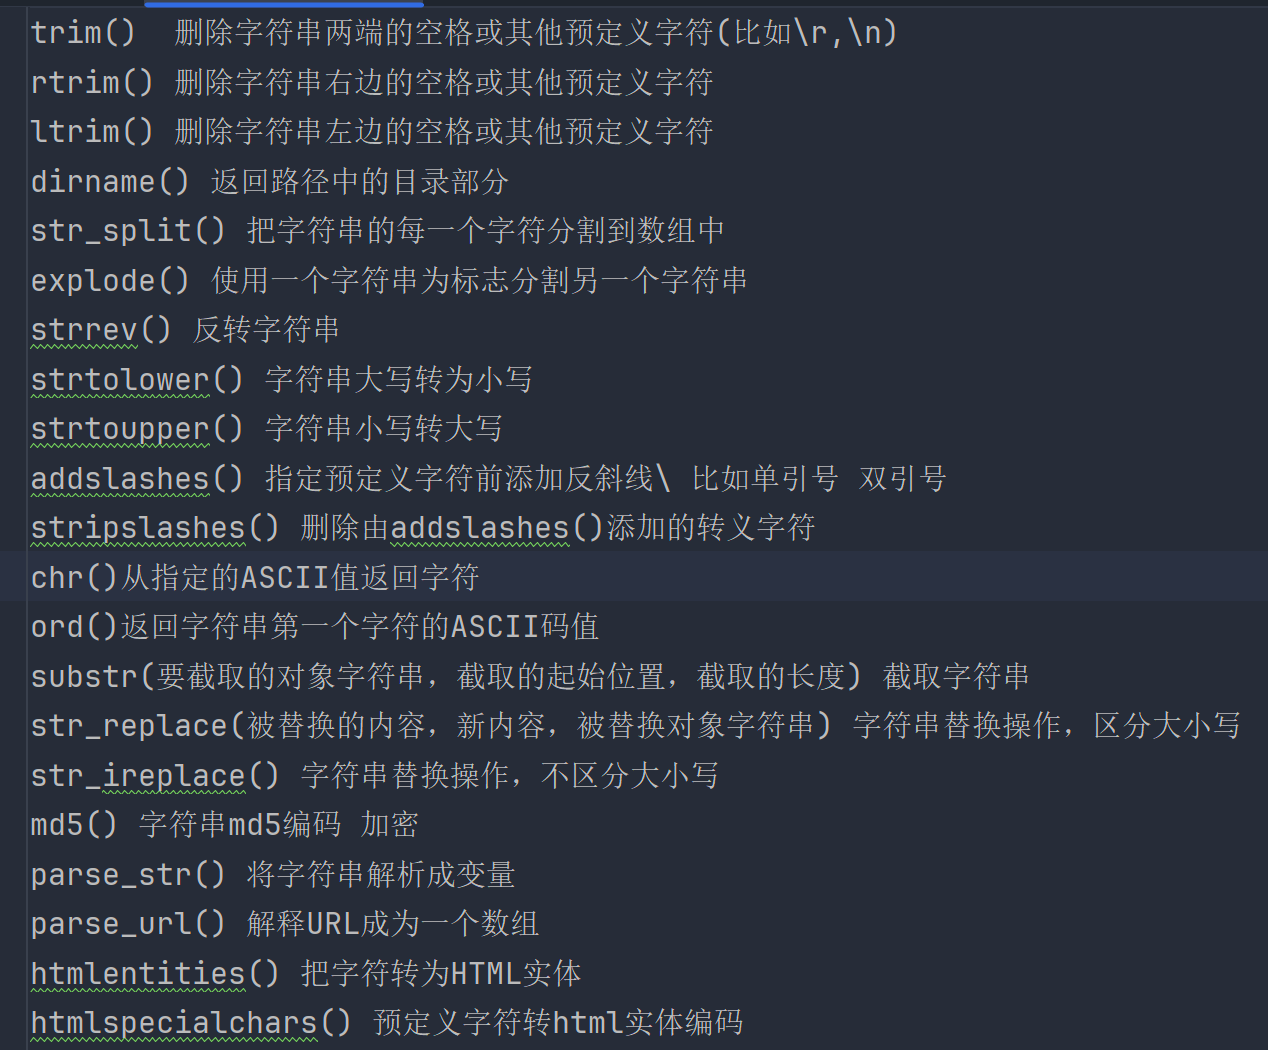 trim()  删除字符串两端的空格或其他预定义字符(比如\r,\n)
rtrim() 删除字符串右边的空格或其他预定义字符
ltrim() 删除字符串左边的空格或其他预定义字符
dirname() 返回路径中的目录部分
str_split() 把字符串的每一个字符分割到数组中
explode() 使用一个字符串为标志分割另一个字符串
strrev() 反转字符串
strtolower() 字符串大写转为小写
strtoupper() 字符串小写转大写
addslashes() 指定预定义字符前添加反斜线\ 比如单引号 双引号
stripslashes() 删除由addslashes()添加的转义字符
chr()从指定的ASCII值返回字符
ord()返回字符串第一个字符的ASCII码值
substr(要截取的对象字符串，截取的起始位置，截取的长度) 截取字符串
str_replace(被替换的内容，新内容，被替换对象字符串) 字符串替换操作，区分大小写
str_ireplace() 字符串替换操作，不区分大小写
md5() 字符串md5编码 加密
parse_str() 将字符串解析成变量
parse_url() 解释URL成为一个数组
htmlentities() 把字符转为HTML实体
htmlspecialchars() 预定义字符转html实体编码